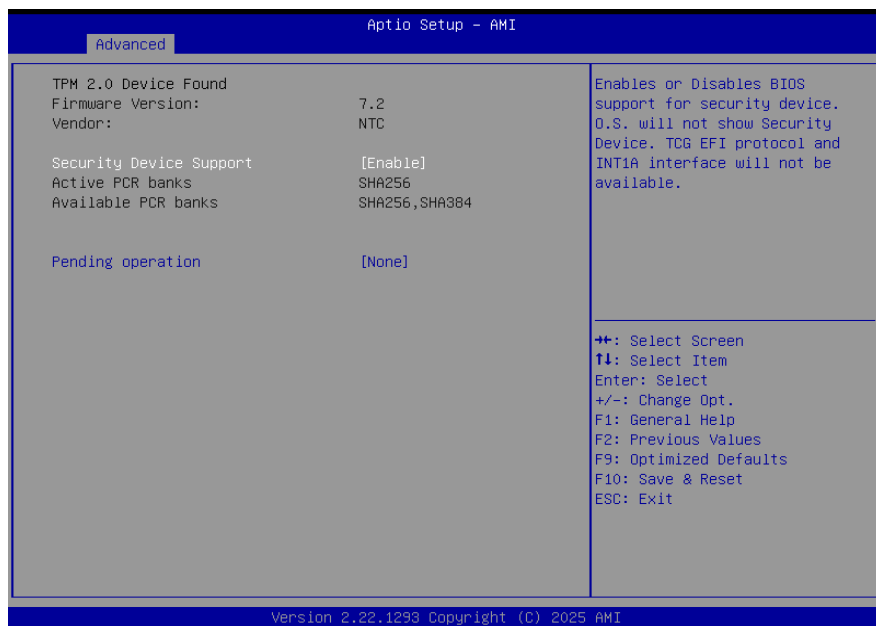 Aptio Setup – AMI
Advanced
TPM 2.0 Device Found
Firmware Version: 7.2
Vendor: NTC
Security Device Support [Enable]
Active PCR banks SHA256
Available PCR banks SHA256,SHA384
Pending operation [None]
Enables or Disables BIOS
support for security device.
O.S. will not show Security
Device. TCG EFI protocol and
INT1A interface will not be
available.
→←: Select Screen
↑↓: Select Item
Enter: Select
+/-: Change Opt.
F1: General Help
F2: Previous Values
F9: Optimized Defaults
F10: Save & Reset
ESC: Exit
Version 2.22.1293 Copyright (C) 2025 AMI